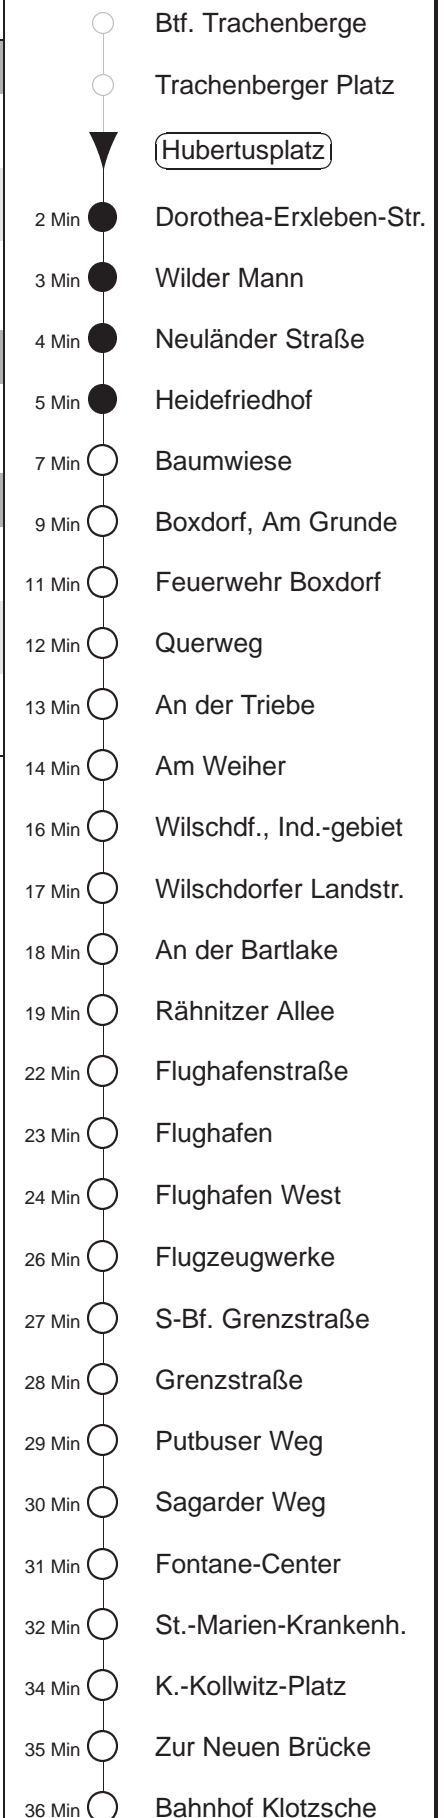 Btf. Trachenberge
Trachenberger Platz
Hubertusplatz
2 Min Dorothea-Erxleben-Str.
3 Min Wilder Mann
4 Min Neuländer Straße
5 Min Heidefriedhof
7 Min Baumwiese
9 Min Boxdorf, Am Grunde
11 Min Feuerwehr Boxdorf
12 Min Querweg
13 Min An der Triebe
14 Min Am Weiher
16 Min Wilschdf., Ind.-gebiet
17 Min Wilschdorfer Landstr.
18 Min An der Bartlake
19 Min Rähnitzer Allee
22 Min Flughafenstraße
23 Min Flughafen
24 Min Flughafen West
26 Min Flugzeugwerke
27 Min S-Bf. Grenzstraße
28 Min Grenzstraße
29 Min Putbuser Weg
30 Min Sagarder Weg
31 Min Fontane-Center
32 Min St.-Marien-Krankenh.
34 Min K.-Kollwitz-Platz
35 Min Zur Neuen Brücke
36 Min Bahnhof Klotzsche